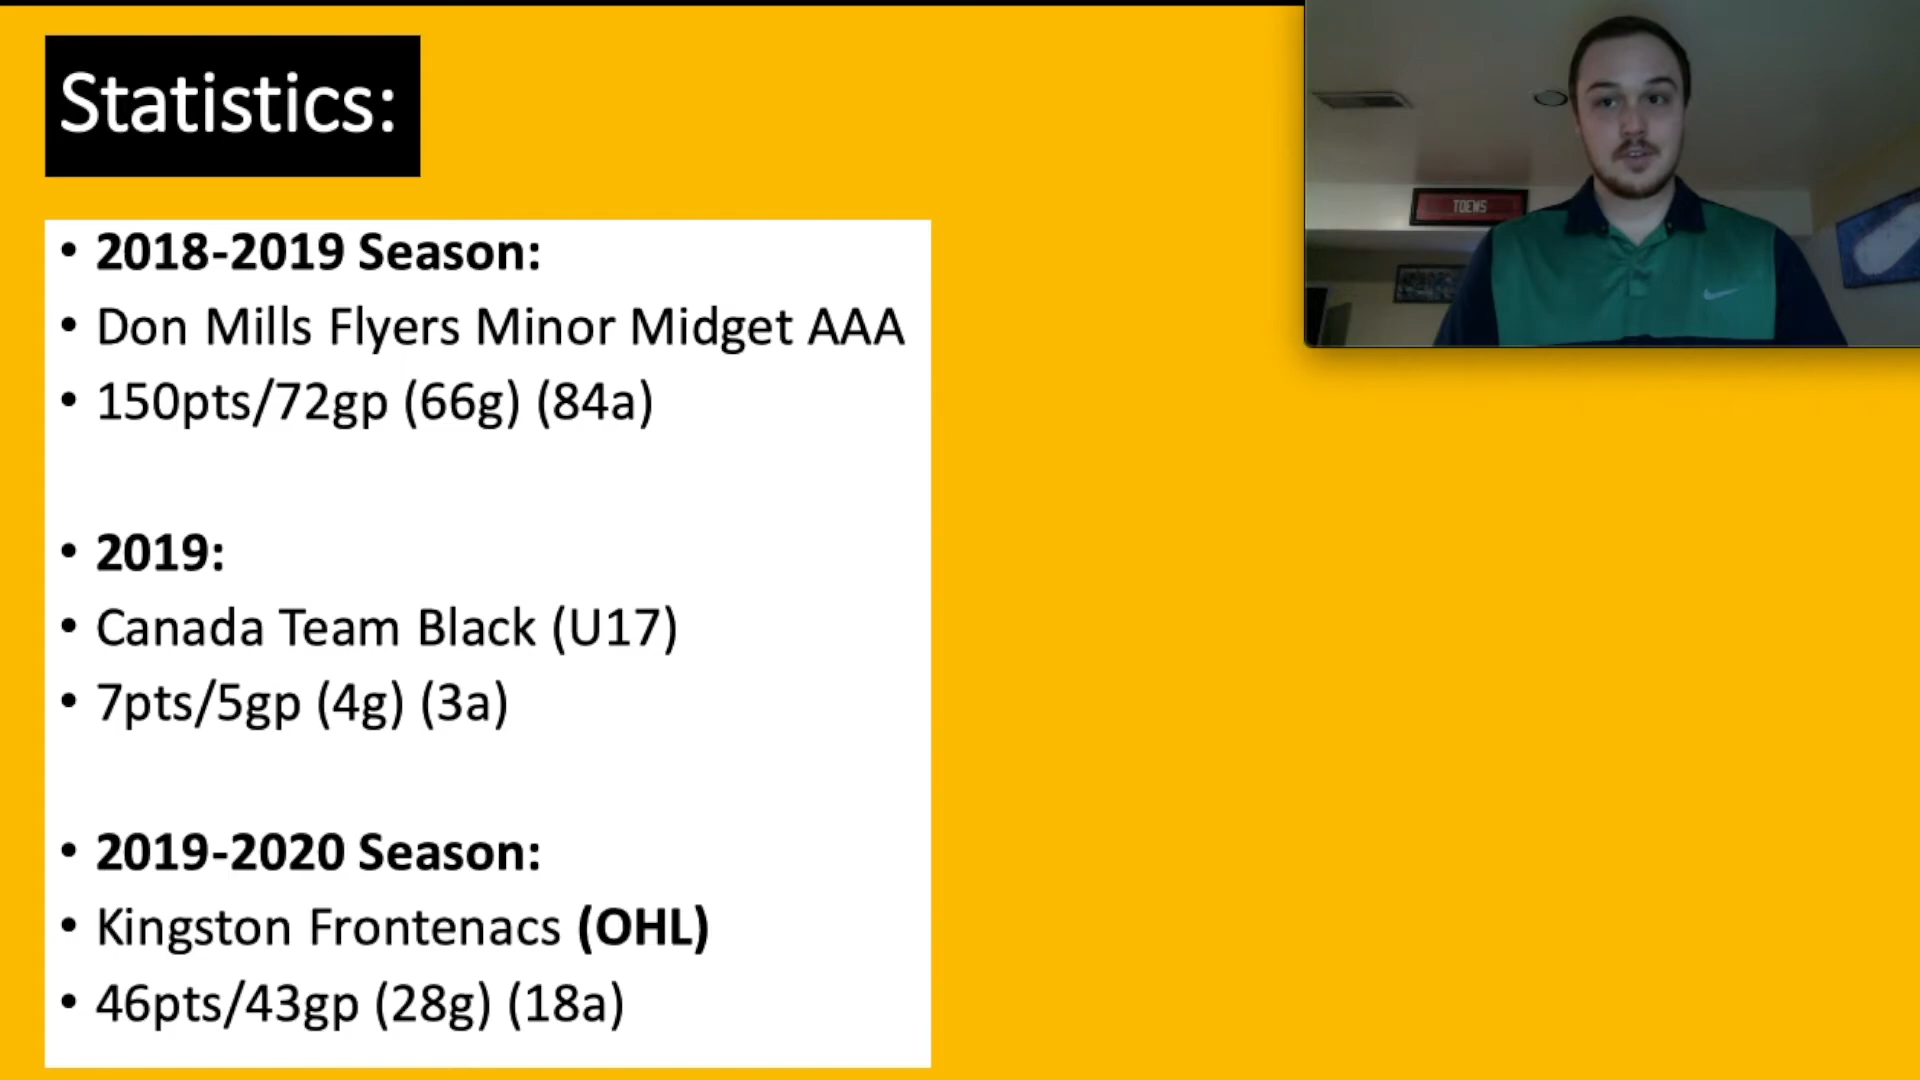 Statistics:
TOEWS
• 2018-2019 Season:
• Don Mills Flyers Minor Midget AAA
• 150pts/72gp (66g) (84a)
• 2019:
• Canada Team Black (U17)
• 7pts/5gp (4g) (3a)
• 2019-2020 Season:
• Kingston Frontenacs (OHL)
• 46pts/43gp (28g) (18a)